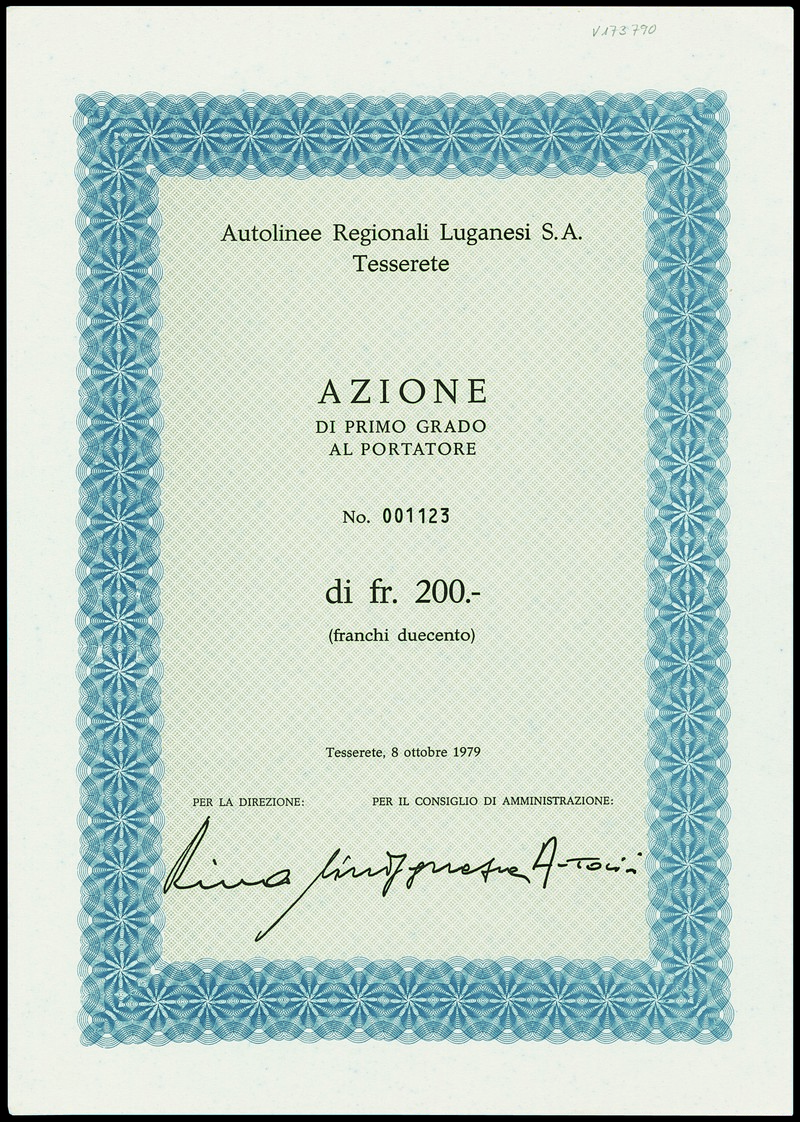 V173790
Autolinee Regionali Luganesi S.A.
Tesserete
AZIONE
DI PRIMO GRADO
AL PORTATORE
No. 001123
di fr. 200.-
(franchi duecento)
Tesserete, 8 ottobre 1979
PER LA DIREZIONE: PER IL CONSIGLIO DI AMMINISTRAZIONE: